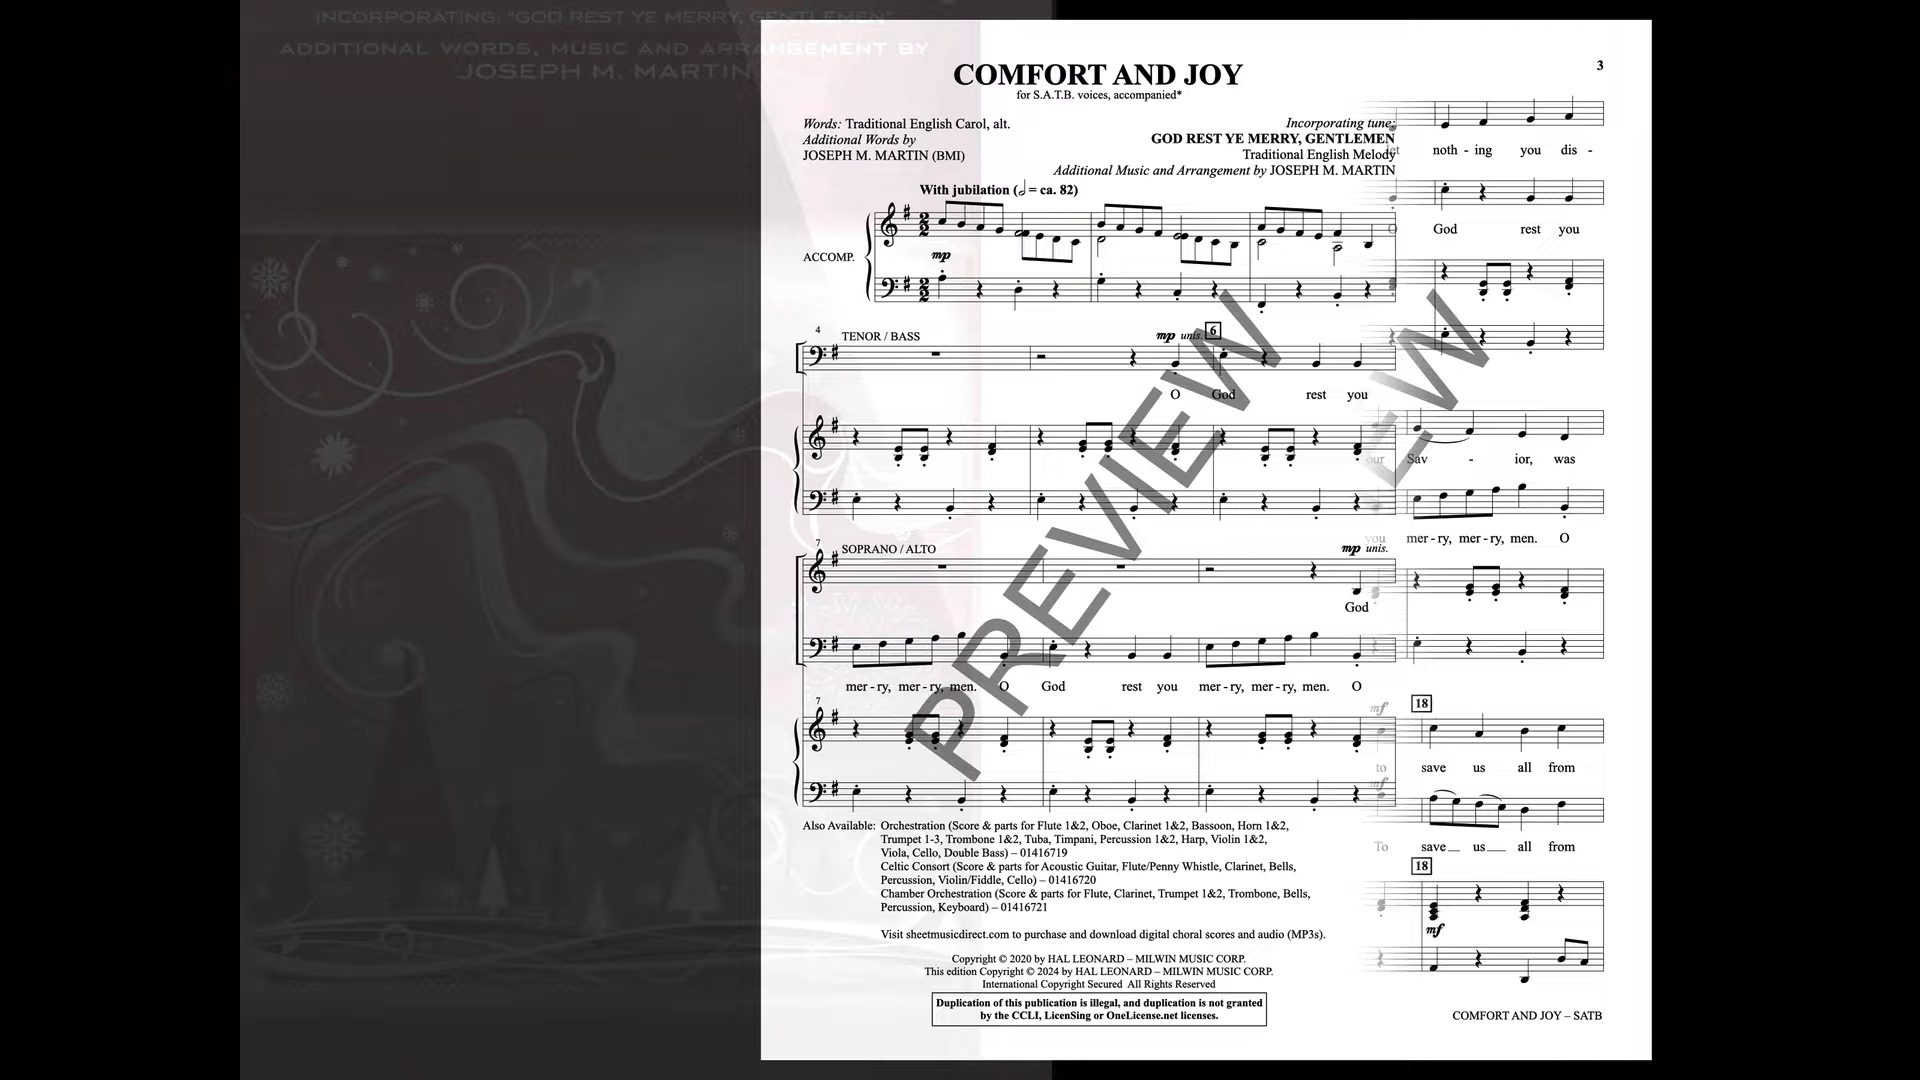 INCORPORATING: "GOD REST YE MERRY, GENTLEMEN"
ADDITIONAL WORDS, MUSIC AND ARRANGEMENT BY
JOSEPH M. MARTIN
3
COMFORT AND JOY
for S.A.T.B. voices, accompanied*
Words: Traditional English Carol, alt.
Additional Words by
JOSEPH M. MARTIN (BMI)
Incorporating tune:
GOD REST YE MERRY, GENTLEMEN
Traditional English Melody
Additional Music and Arrangement by JOSEPH M. MARTIN
With jubilation (𝅗𝅥 = ca. 82)
ACCOMP.
mp
4 TENOR / BASS
mp unis. 6
O God rest you
7 SOPRANO / ALTO
mp unis.
God
mer - ry, mer - ry, men. O God rest you mer - ry, mer - ry, men. O
7
PREVIEW
Also Available: Orchestration (Score & parts for Flute 1&2, Oboe, Clarinet 1&2, Bassoon, Horn 1&2,
Trumpet 1-3, Trombone 1&2, Tuba, Timpani, Percussion 1&2, Harp, Violin 1&2,
Viola, Cello, Double Bass) – 01416719
Celtic Consort (Score & parts for Acoustic Guitar, Flute/Penny Whistle, Clarinet, Bells,
Percussion, Violin/Fiddle, Cello) – 01416720
Chamber Orchestration (Score & parts for Flute, Clarinet, Trumpet 1&2, Trombone, Bells,
Percussion, Keyboard) – 01416721
Visit sheetmusicdirect.com to purchase and download digital choral scores and audio (MP3s).
Copyright © 2020 by HAL LEONARD – MILWIN MUSIC CORP.
This edition Copyright © 2024 by HAL LEONARD – MILWIN MUSIC CORP.
International Copyright Secured All Rights Reserved
Duplication of this publication is illegal, and duplication is not granted
by the CCLI, LicenSing or OneLicense.net licenses.
let noth - ing you dis -
O God rest you
our Sav - ior, was
you mer - ry, mer - ry, men. O
mf 18
to save us all from
mf
To save us all from
18
mf
EW
COMFORT AND JOY – SATB